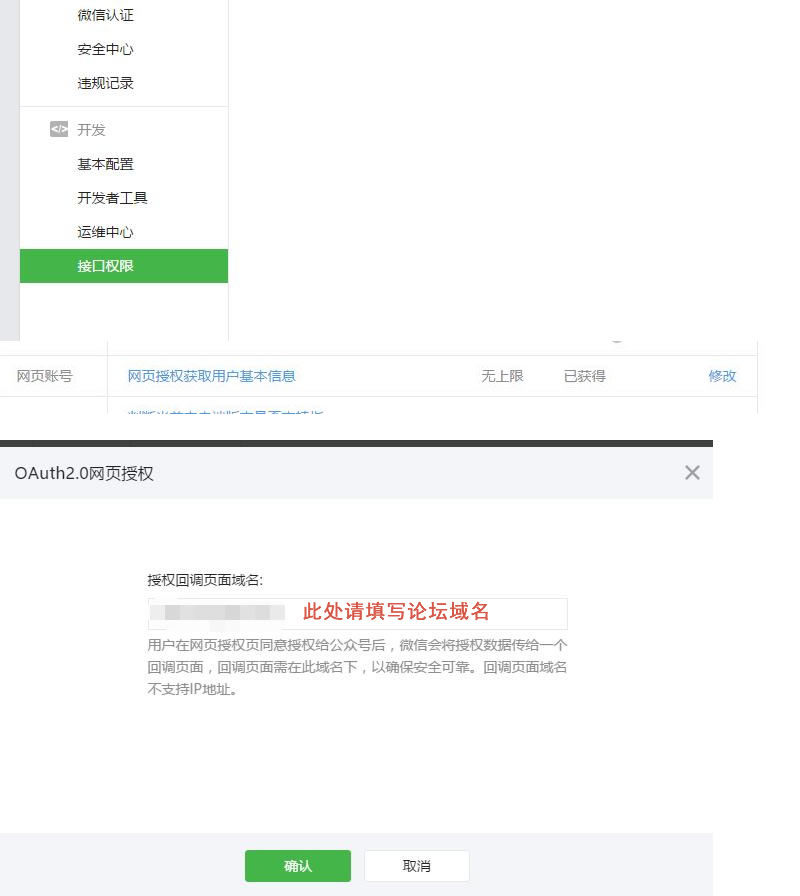 微信认证
安全中心
违规记录
</> 开发
基本配置
开发者工具
运维中心
接口权限
网页账号 网页授权获取用户基本信息 无上限 已获得 修改
OAuth2.0网页授权
授权回调页面域名:
此处请填写论坛域名
用户在网页授权页同意授权给公众号后，微信会将授权数据传给一个
回调页面，回调页面需在此域名下，以确保安全可靠。回调页面域名
不支持IP地址。
确认 取消